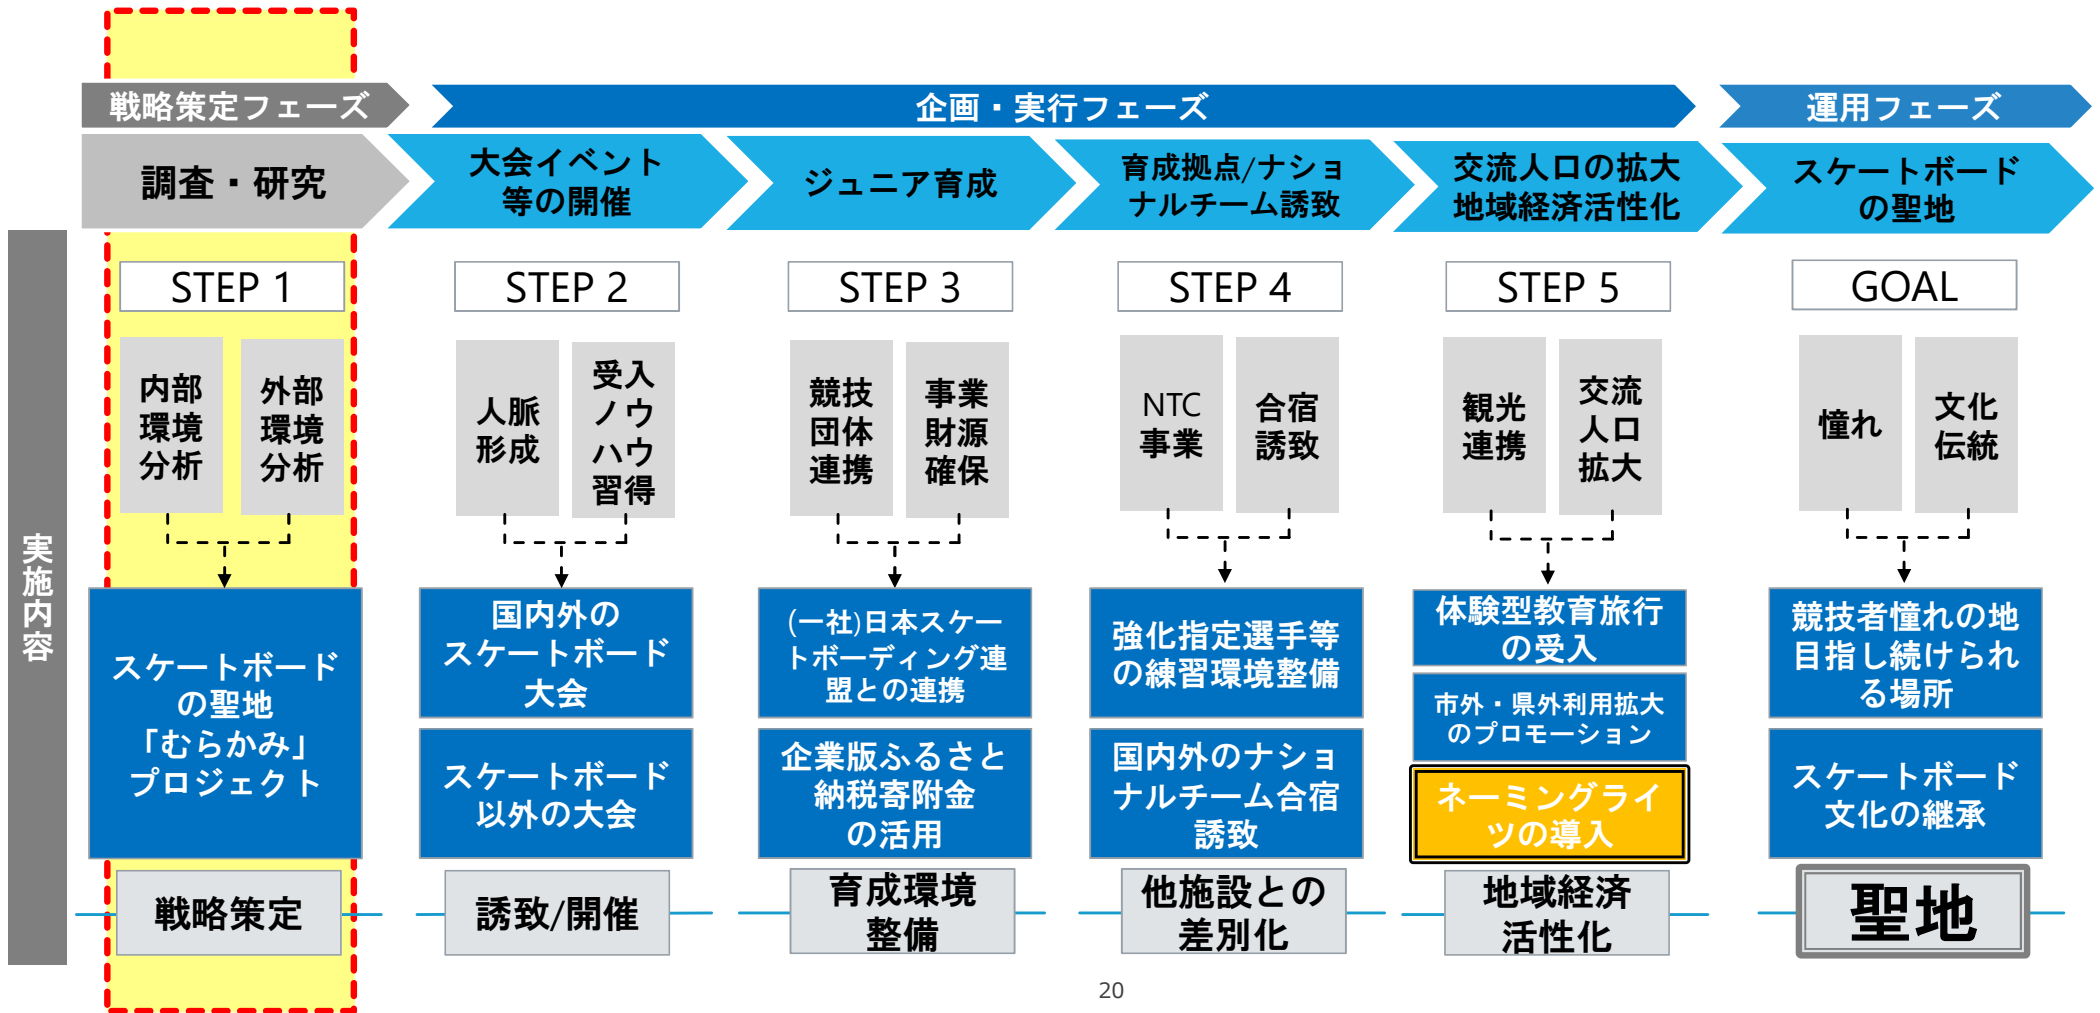 戦略策定フェーズ
企画・実行フェーズ
運用フェーズ
調査・研究
大会イベント
等の開催
ジュニア育成
育成拠点/ナショ
ナルチーム誘致
交流人口の拡大
地域経済活性化
スケートボード
の聖地
実施内容
STEP 1
内部
環境
分析
外部
環境
分析
スケートボード
の聖地
「むらかみ」
プロジェクト
戦略策定
STEP 2
人脈
形成
受入
ノウ
ハウ
習得
国内外の
スケートボード
大会
スケートボード
以外の大会
誘致/開催
STEP 3
競技
団体
連携
事業
財源
確保
(一社)日本スケー
トボーディング連
盟との連携
企業版ふるさと
納税寄附金
の活用
育成環境
整備
STEP 4
NTC
事業
合宿
誘致
強化指定選手等
の練習環境整備
国内外のナショ
ナルチーム合宿
誘致
他施設との
差別化
STEP 5
観光
連携
交流
人口
拡大
体験型教育旅行
の受入
市外・県外利用拡大
のプロモーション
ネーミングライ
ツの導入
地域経済
活性化
GOAL
憧れ
文化
伝統
競技者憧れの地
目指し続けられ
る場所
スケートボード
文化の継承
聖地
20